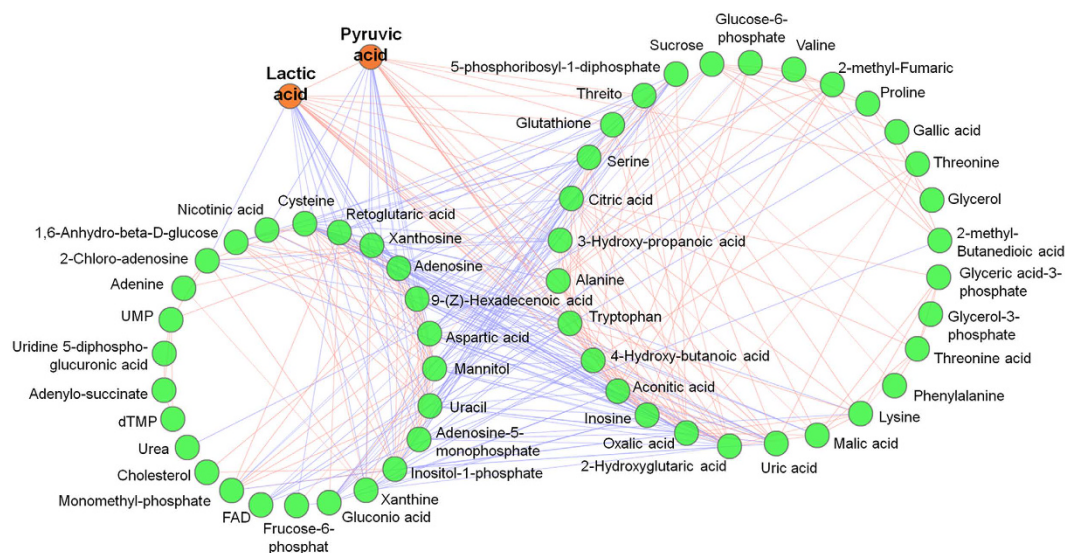 Pyruvic
acid
Lactic
acid
Glucose-6-
phosphate
Sucrose
Valine
5-phosphoribosyl-1-diphosphate
2-methyl-Fumaric
Threito
Proline
Glutathione
Gallic acid
Serine
Threonine
Citric acid
Glycerol
3-Hydroxy-propanoic acid
2-methyl-
Butanedioic acid
Alanine
Glyceric acid-3-
phosphate
Tryptophan
Glycerol-3-
phosphate
4-Hydroxy-butanoic acid
Threonine acid
Aconitic acid
Phenylalanine
Inosine
Lysine
Oxalic acid
Malic acid
2-Hydroxyglutaric acid
Uric acid
Cysteine
Nicotinic acid
Retoglutaric acid
1,6-Anhydro-beta-D-glucose
Xanthosine
2-Chloro-adenosine
Adenosine
Adenine
9-(Z)-Hexadecenoic acid
UMP
Aspartic acid
Uridine 5-diphospho-
glucuronic acid
Mannitol
Adenylo-succinate
Uracil
dTMP
Adenosine-5-
monophosphate
Urea
Inositol-1-phosphate
Cholesterol
Xanthine
Monomethyl-phosphate
Gluconio acid
FAD
Frucose-6-
phosphat